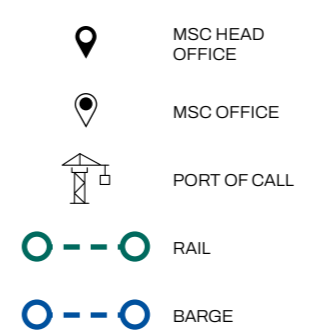 MSC HEAD
OFFICE
MSC OFFICE
PORT OF CALL
RAIL
BARGE